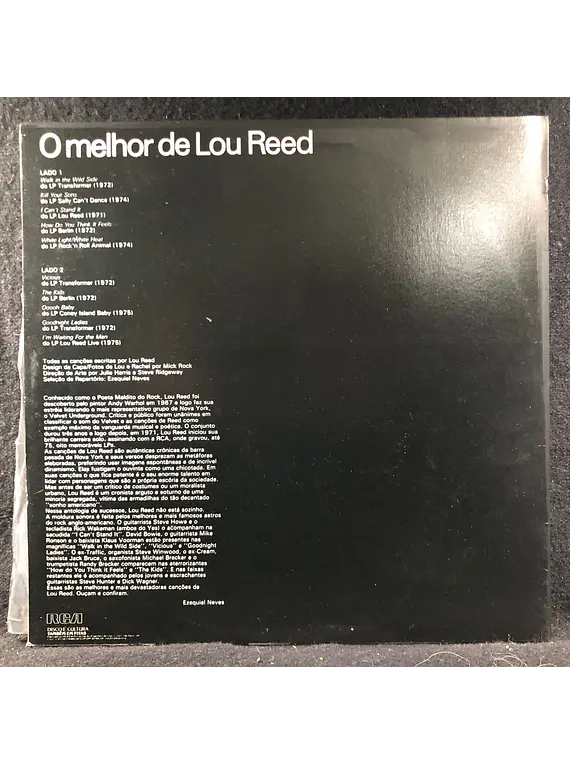 O melhor de Lou Reed
LADO 1
Walk in the Wild Side
do LP Transformer (1972)
Kill Your Sons
do LP Sally Can't Dance (1974)
I Can't Stand It
do LP Lou Reed (1971)
How Do You Think It Feels
do LP Berlin (1972)
White Light/White Heat
do LP Rock'n Roll Animal (1974)
LADO 2
Vicious
do LP Transformer (1972)
The Kids
do LP Berlin (1972)
Ooooh Baby
do LP Coney Island Baby (1975)
Goodnight Ladies
do LP Transformer (1972)
I'm Waiting For the Man
do LP Lou Reed Live (1975)
Todas as canções escritas por Lou Reed
Design da Capa/Fotos de Lou e Rachel por Mick Rock
Direção de Arte por Julie Harris e Steve Ridgeway
Seleção de Repertório: Ezequiel Neves
Conhecido como o Poeta Maldito do Rock, Lou Reed foi
descoberto pelo pintor Andy Warhol em 1967 e logo fez sua
estréia liderando o mais representativo grupo de Nova York,
o Velvet Underground. Crítica e público foram unânimes em
classificar o som do Velvet e as canções de Reed como
exemplo máximo da vanguarda musical e poética. O conjunto
durou três anos e logo depois, em 1971, Lou Reed iniciou sua
brilhante carreira solo, assinando com a RCA, onde gravou, até
75, oito memoráveis LPs.
As canções de Lou Reed são autênticas crônicas da barra
pesada de Nova York e seus versos desprezam as metáforas
elaboradas, preferindo usar imagens espontâneas e de incrível
dinamismo. Elas fustigam o ouvinte como uma chicotada. Em
suas canções o que fica patente é o seu enorme talento em
lidar com personagens que são a própria escória da sociedade.
Mas antes de ser um crítico de costumes ou um moralista
urbano, Lou Reed é um cronista arguto e soturno de uma
minoria segregada, vítima das armadilhas do tão decantado
"sonho americano".
Nessa antologia de sucessos, Lou Reed não está sozinho.
A moldura sonora é feita pelos melhores e mais famosos astros
do rock anglo-americano. O guitarrista Steve Howe e o
tecladista Rick Wakeman (ambos do Yes) o acompanham na
sacudida "I Can't Stand It". David Bowie, o guitarrista Mike
Ronson e o baixista Klaus Voorman estão presentes nas
magníficas "Walk in the Wild Side", "Vicious" e "Goodnight
Ladies". O ex-Traffic, organista Steve Winwood, o ex-Cream,
baixista Jack Bruce, o saxofonista Michael Brecker e o
trumpetista Randy Brecker comparecem nas aterrorizantes
"How do You Think it Feels" e "The Kids". E nas faixas
restantes ele é acompanhado pelos jovens e escrachantes
guitarristas Steve Hunter e Dick Wagner.
Essas são as melhores e mais devastadoras canções de
Lou Reed. Ouçam e confiram.
Ezequiel Neves
RCA
DISCO É CULTURA
TAMBÉM EM FITAS